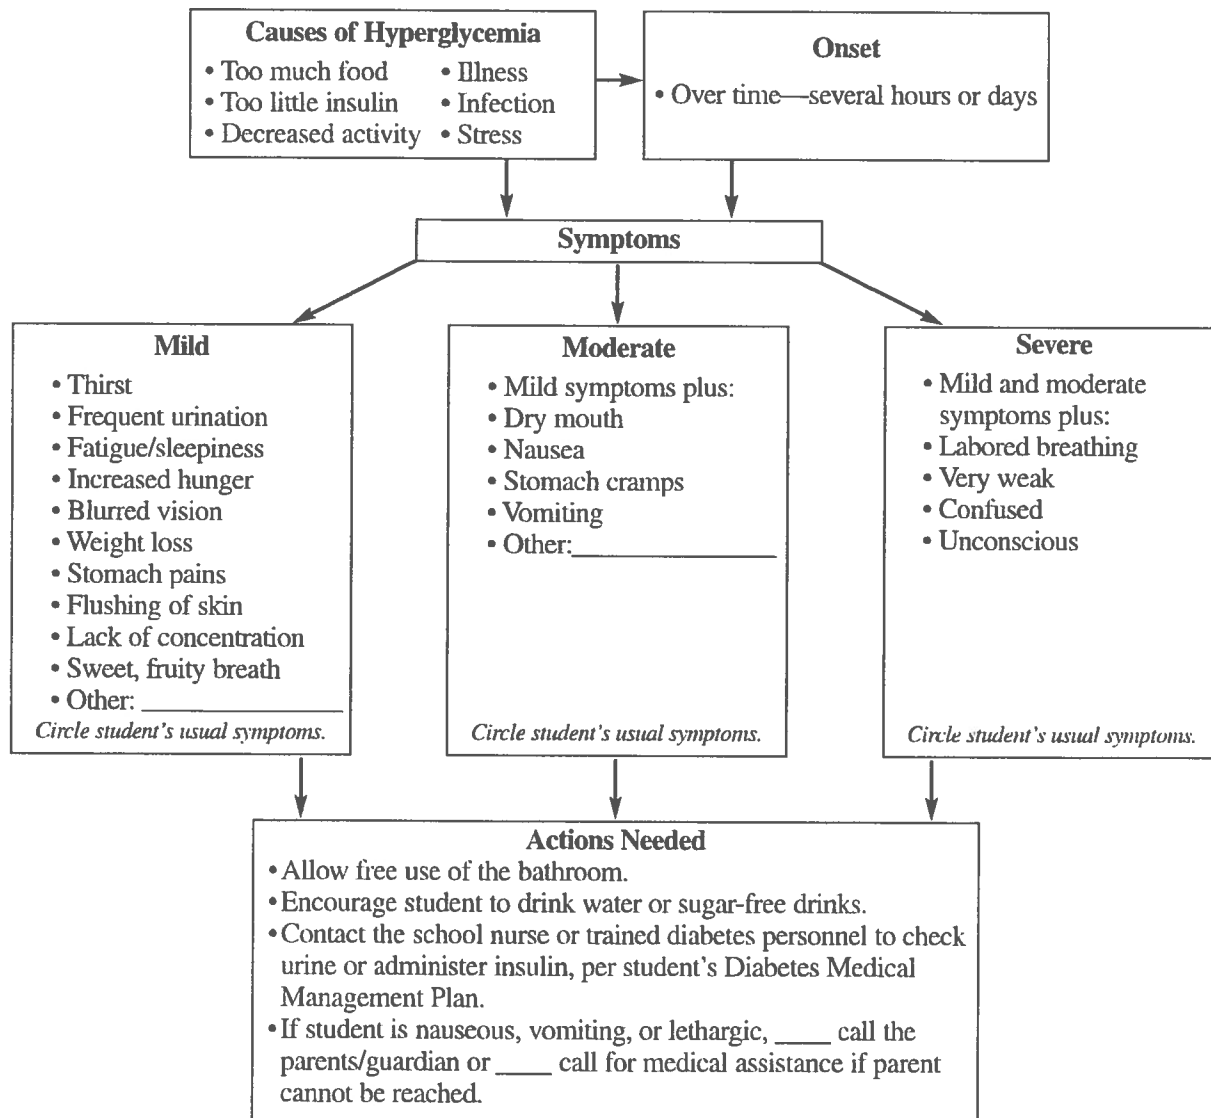 Causes of Hyperglycemia
• Too much food
• Too little insulin
• Decreased activity
• Illness
• Infection
• Stress
Onset
• Over time—several hours or days
Symptoms
Mild
• Thirst
• Frequent urination
• Fatigue/sleepiness
• Increased hunger
• Blurred vision
• Weight loss
• Stomach pains
• Flushing of skin
• Lack of concentration
• Sweet, fruity breath
• Other: ___________________
Circle student's usual symptoms.
Moderate
• Mild symptoms plus:
• Dry mouth
• Nausea
• Stomach cramps
• Vomiting
• Other:___________________
Circle student's usual symptoms.
Severe
• Mild and moderate
symptoms plus:
• Labored breathing
• Very weak
• Confused
• Unconscious
Circle student's usual symptoms.
Actions Needed
• Allow free use of the bathroom.
• Encourage student to drink water or sugar-free drinks.
• Contact the school nurse or trained diabetes personnel to check
urine or administer insulin, per student's Diabetes Medical
Management Plan.
• If student is nauseous, vomiting, or lethargic, ____ call the
parents/guardian or ____ call for medical assistance if parent
cannot be reached.